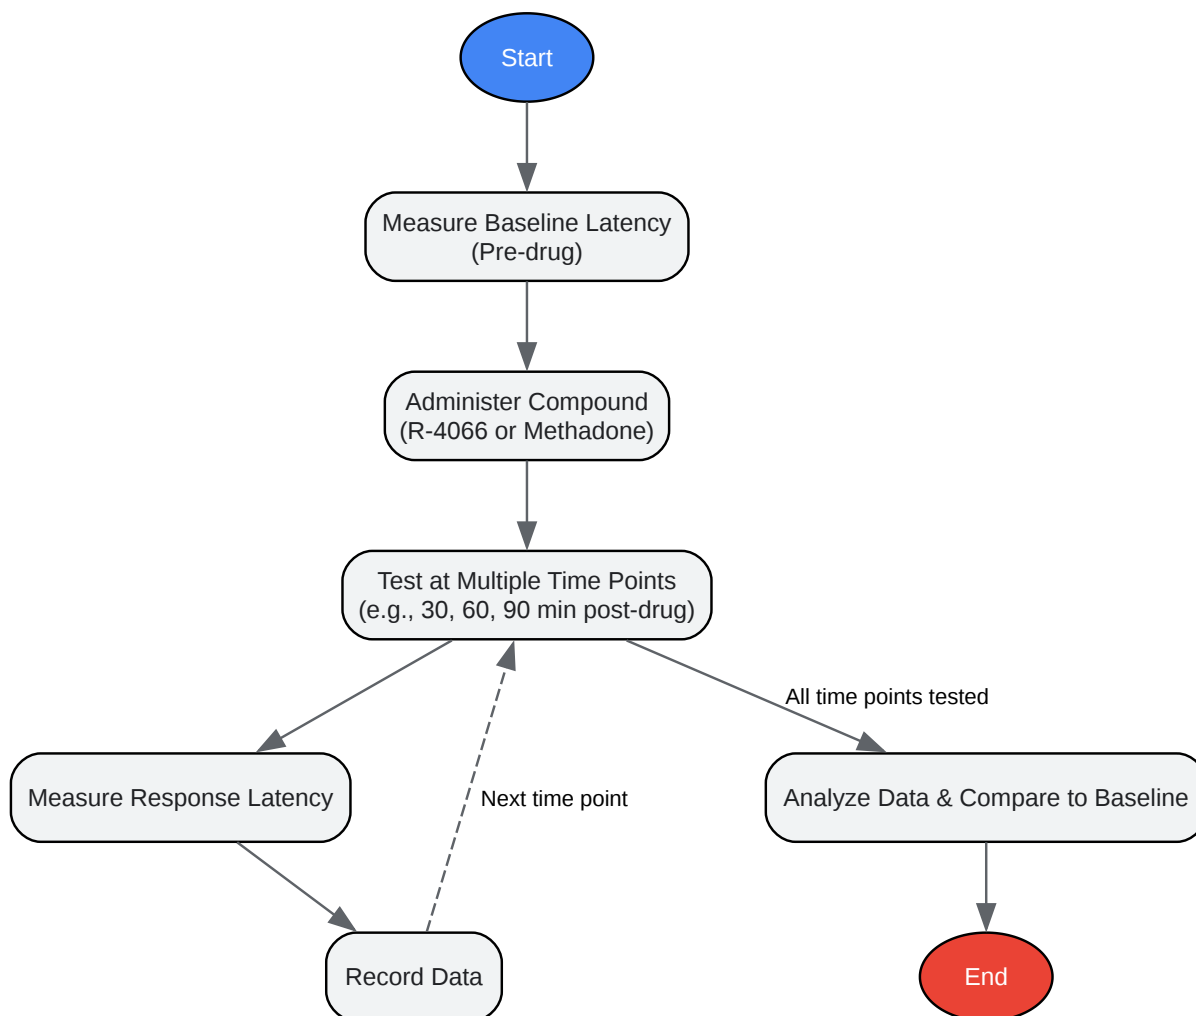 Start
Measure Baseline Latency
(Pre-drug)
Administer Compound
(R-4066 or Methadone)
Test at Multiple Time Points
(e.g., 30, 60, 90 min post-drug)
All time points tested
Measure Response Latency
Next time point
Analyze Data & Compare to Baseline
Record Data
End